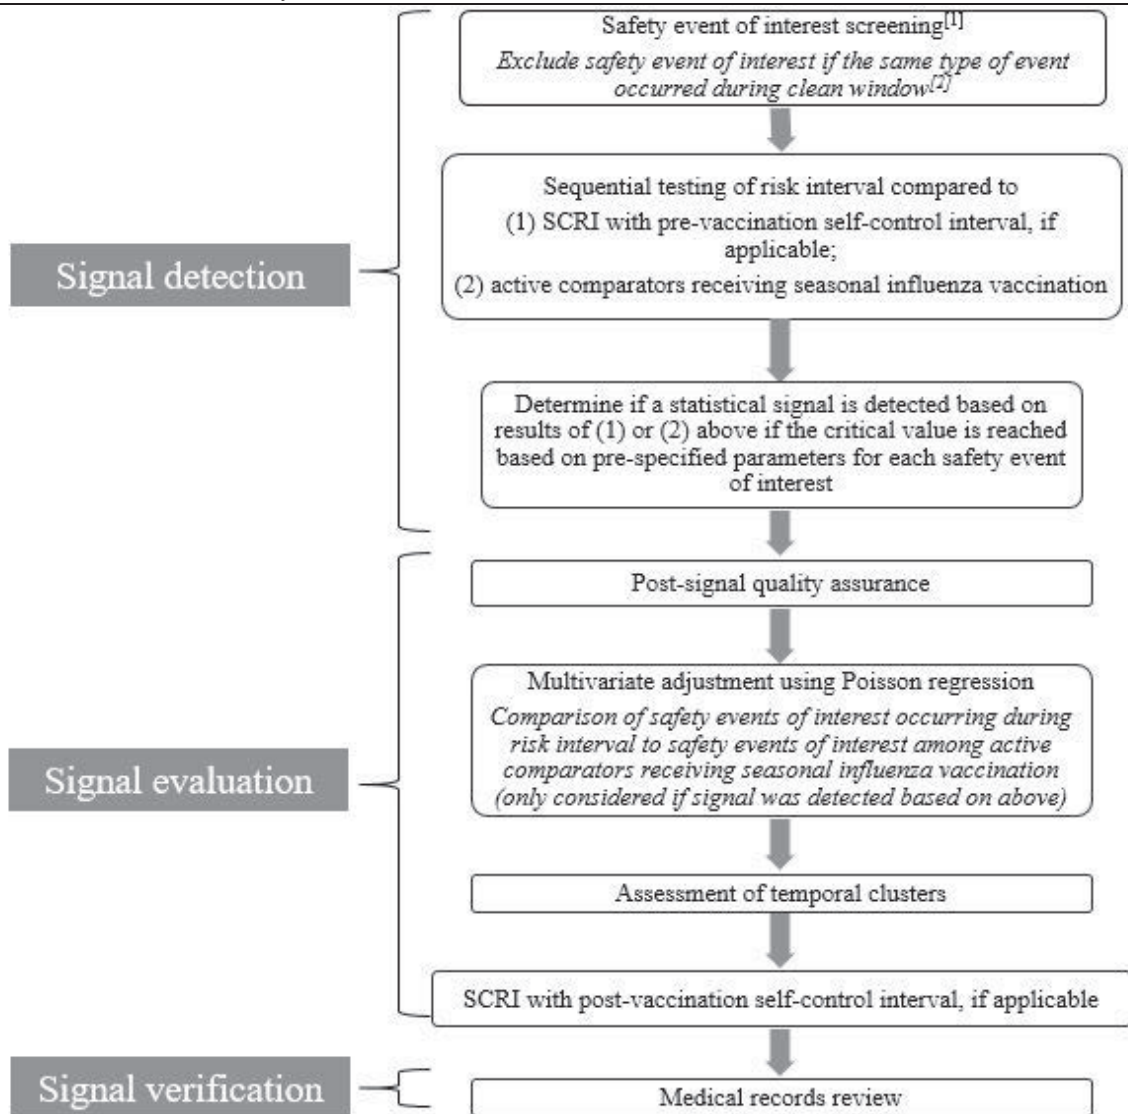 Safety event of interest screening[1]
Exclude safety event of interest if the same type of event
occurred during clean window[2]
Sequential testing of risk interval compared to
(1) SCRI with pre-vaccination self-control interval, if
applicable;
(2) active comparators receiving seasonal influenza vaccination
Signal detection
Determine if a statistical signal is detected based on
results of (1) or (2) above if the critical value is reached
based on pre-specified parameters for each safety event
of interest
Post-signal quality assurance
Multivariate adjustment using Poisson regression
Comparison of safety events of interest occurring during
risk interval to safety events of interest among active
comparators receiving seasonal influenza vaccination
(only considered if signal was detected based on above)
Signal evaluation
Assessment of temporal clusters
SCRI with post-vaccination self-control interval, if applicable
Signal verification
Medical records review